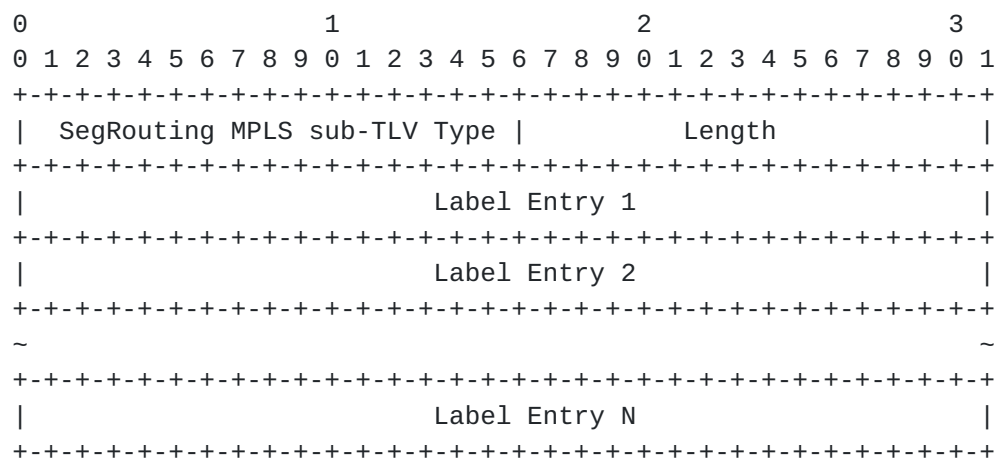 0                   1                   2                   3
0 1 2 3 4 5 6 7 8 9 0 1 2 3 4 5 6 7 8 9 0 1 2 3 4 5 6 7 8 9 0 1
+-+-+-+-+-+-+-+-+-+-+-+-+-+-+-+-+-+-+-+-+-+-+-+-+-+-+-+-+-+-+-+
|  SegRouting MPLS sub-TLV Type |          Length             |
+-+-+-+-+-+-+-+-+-+-+-+-+-+-+-+-+-+-+-+-+-+-+-+-+-+-+-+-+-+-+-+
|                          Label Entry 1                      |
+-+-+-+-+-+-+-+-+-+-+-+-+-+-+-+-+-+-+-+-+-+-+-+-+-+-+-+-+-+-+-+
|                          Label Entry 2                      |
+-+-+-+-+-+-+-+-+-+-+-+-+-+-+-+-+-+-+-+-+-+-+-+-+-+-+-+-+-+-+-+
~                                                             ~
+-+-+-+-+-+-+-+-+-+-+-+-+-+-+-+-+-+-+-+-+-+-+-+-+-+-+-+-+-+-+-+
|                          Label Entry N                      |
+-+-+-+-+-+-+-+-+-+-+-+-+-+-+-+-+-+-+-+-+-+-+-+-+-+-+-+-+-+-+-+